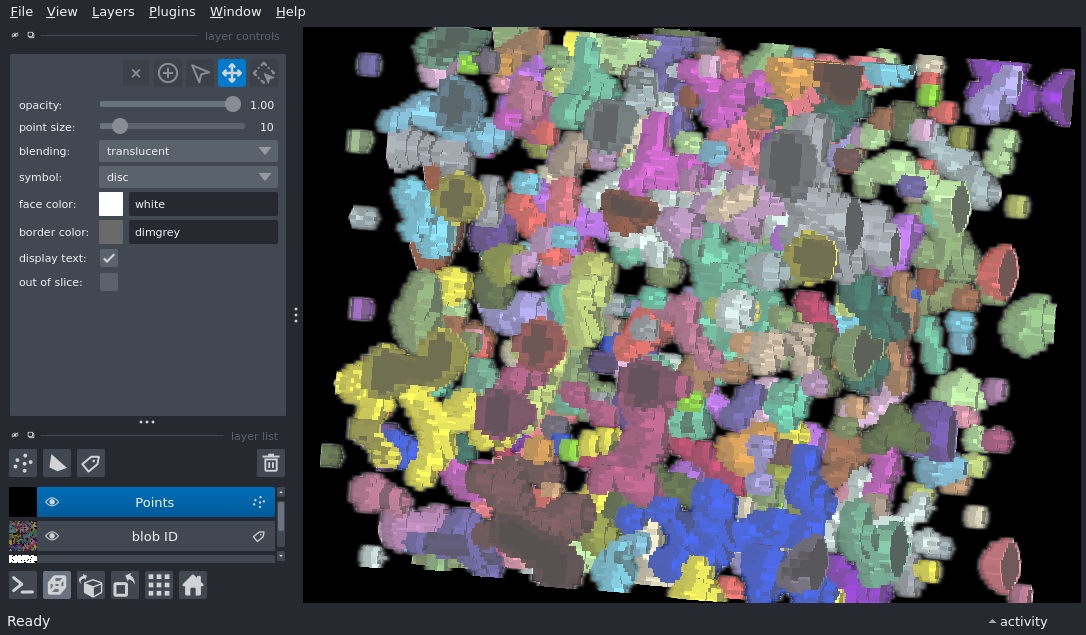 File View Layers Plugins Window Help
layer controls
opacity: 1.00
point size: 10
blending: translucent
symbol: disc
face color: white
border color: dimgrey
display text:
out of slice:
layer list
Points
blob ID
Ready activity